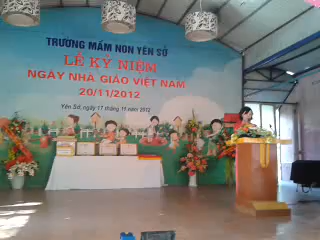 TRƯỜNG MẦM NON YÊN SỞ
LỄ KỶ NIỆM
NGÀY NHÀ GIÁO VIỆT NAM
20/11/2012
Yên Sở, ngày 17 tháng 11 năm 2012